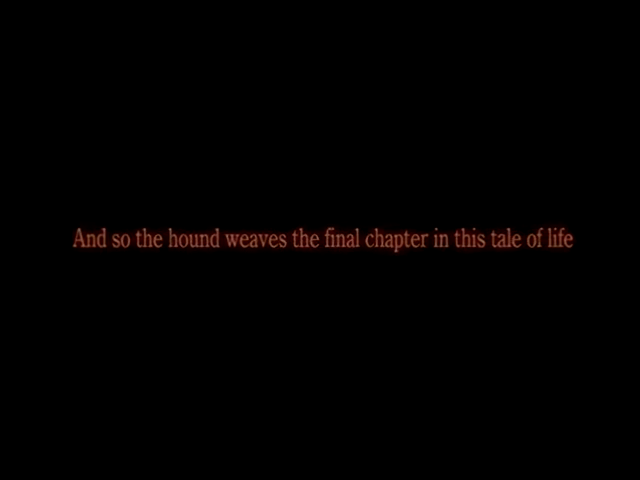 And so the hound weaves the final chapter in this tale of life